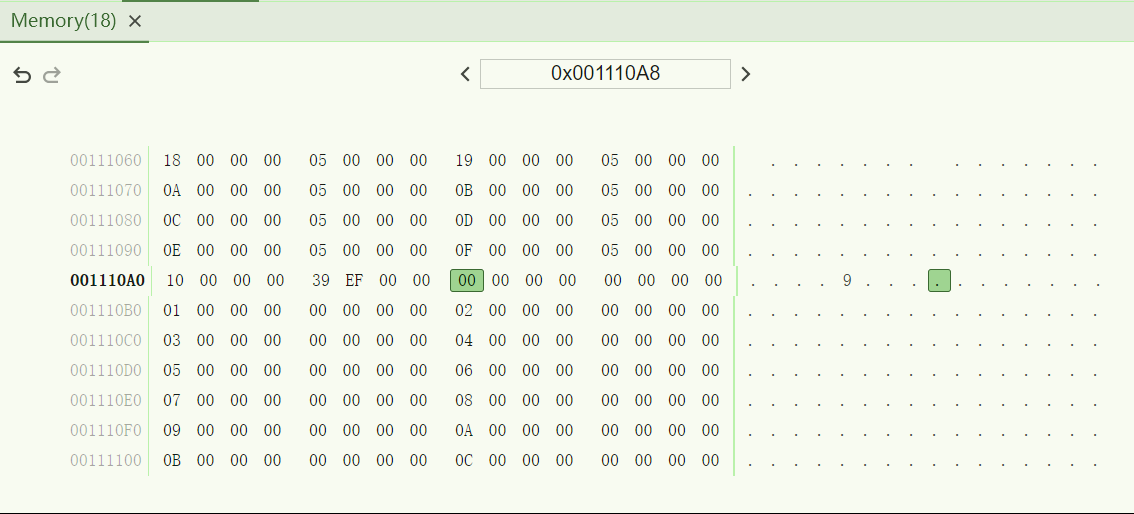 Memory(18) ×
< 0x001110A8 >
00111060 18 00 00 00 05 00 00 00 19 00 00 00 05 00 00 00 . . . . . . . . . . . . . .
00111070 0A 00 00 00 05 00 00 00 0B 00 00 00 05 00 00 00 . . . . . . . . . . . . . . . .
00111080 0C 00 00 00 05 00 00 00 0D 00 00 00 05 00 00 00 . . . . . . . . . . . . . . . .
00111090 0E 00 00 00 05 00 00 00 0F 00 00 00 05 00 00 00 . . . . . . . . . . . . . . . .
001110A0 10 00 00 00 39 EF 00 00 00 00 00 00 00 00 00 00 . . . . 9 . . . . . . . . . . .
001110B0 01 00 00 00 00 00 00 00 02 00 00 00 00 00 00 00 . . . . . . . . . . . . . . . .
001110C0 03 00 00 00 00 00 00 00 04 00 00 00 00 00 00 00 . . . . . . . . . . . . . . . .
001110D0 05 00 00 00 00 00 00 00 06 00 00 00 00 00 00 00 . . . . . . . . . . . . . . . .
001110E0 07 00 00 00 00 00 00 00 08 00 00 00 00 00 00 00 . . . . . . . . . . . . . . . .
001110F0 09 00 00 00 00 00 00 00 0A 00 00 00 00 00 00 00 . . . . . . . . . . . . . . . .
00111100 0B 00 00 00 00 00 00 00 0C 00 00 00 00 00 00 00 . . . . . . . . . . . . . . . .